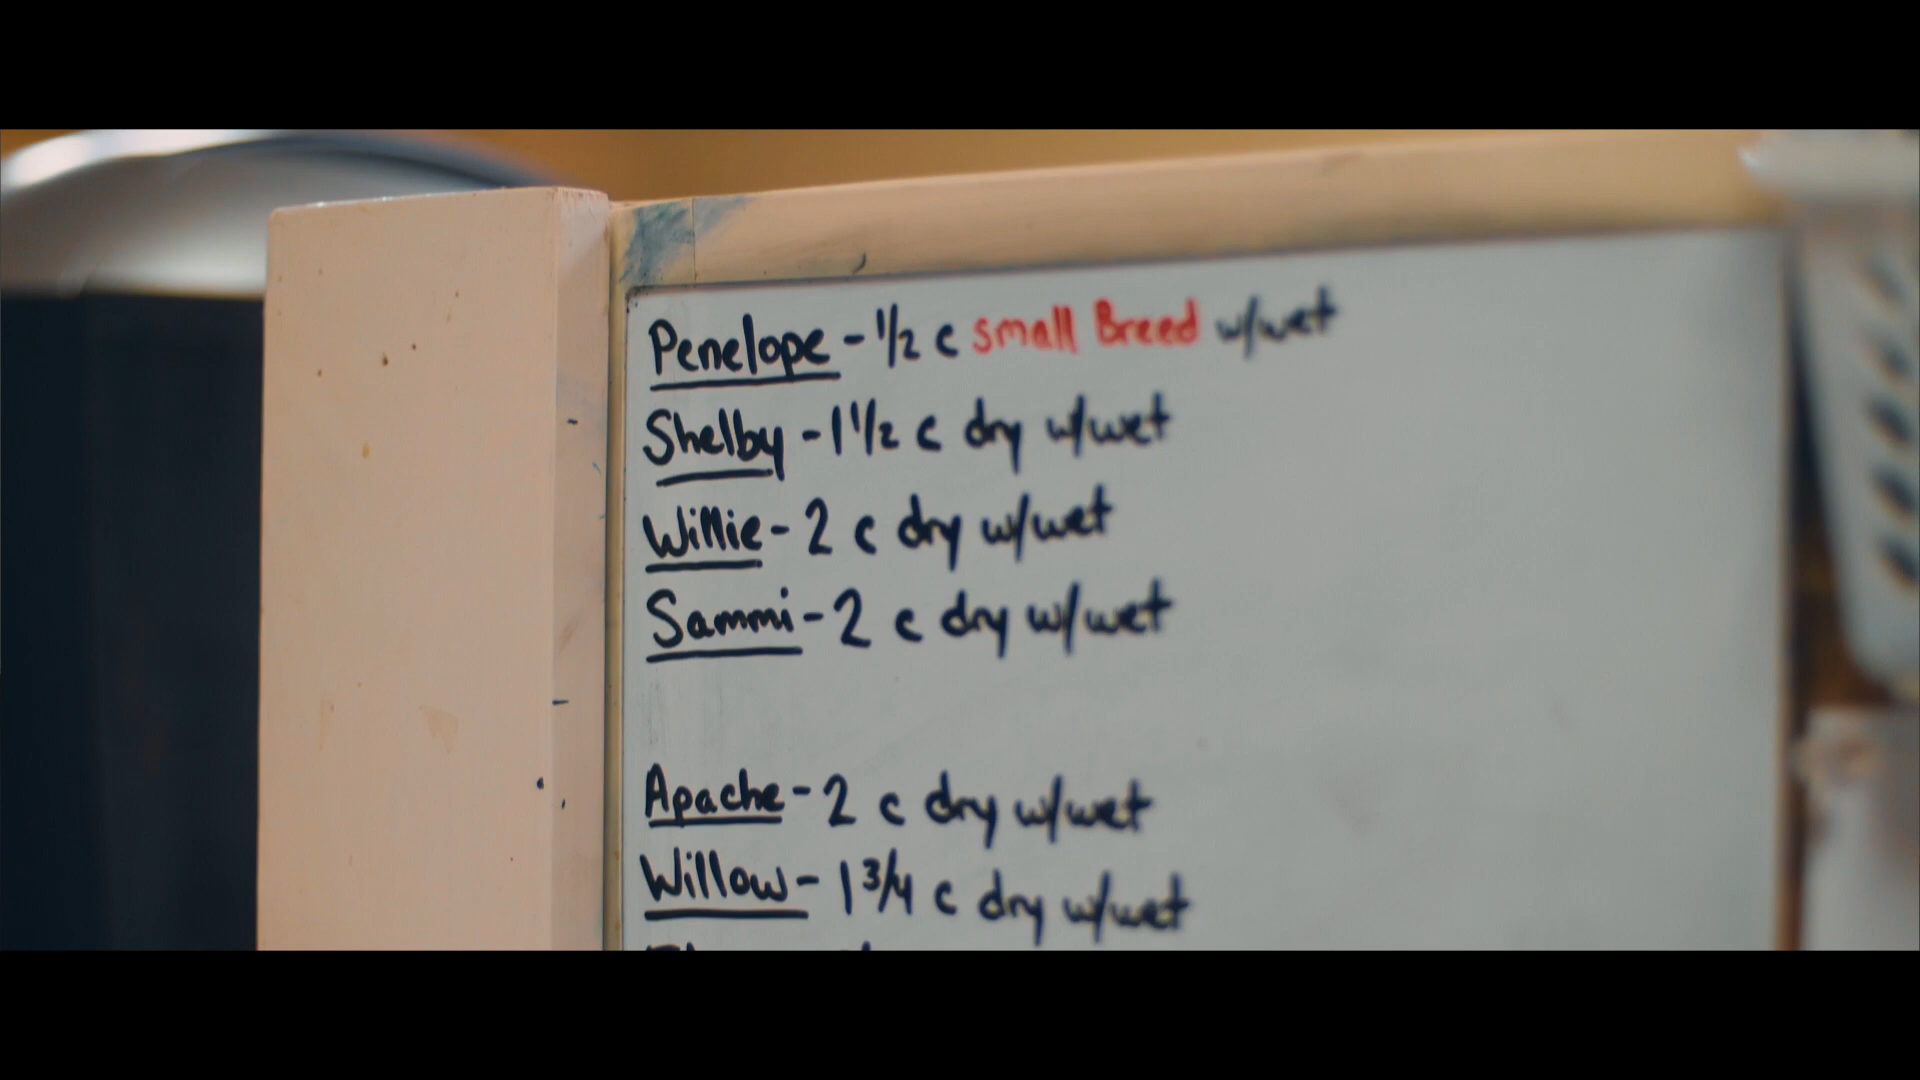 Penelope - 1/2 c small Breed w/wet
Shelby - 1 1/2 c dry w/wet
Willie - 2 c dry w/wet
Sammi - 2 c dry w/wet
Apache - 2 c dry w/wet
Willow - 1 3/4 c dry w/wet